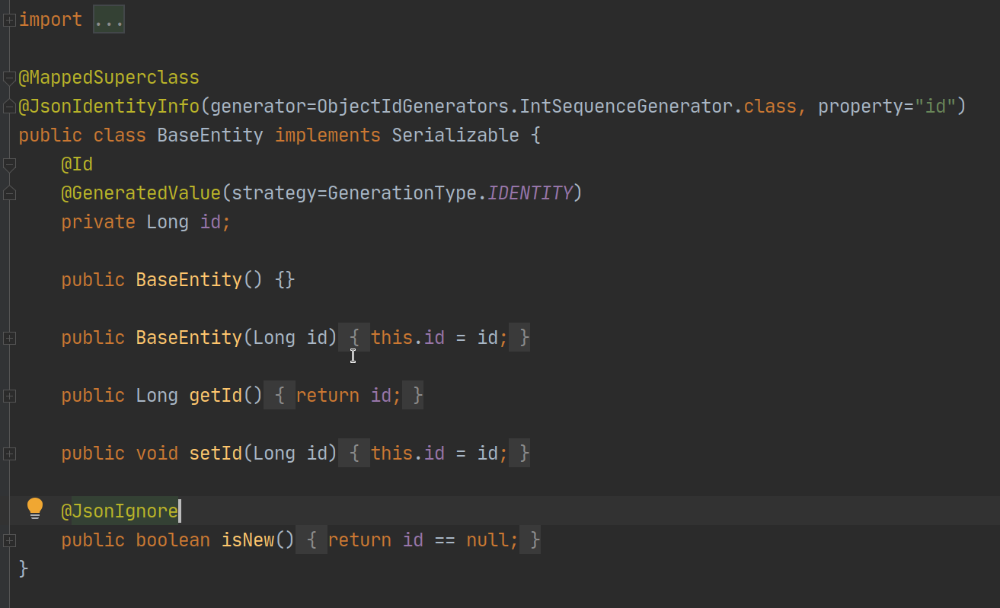 import ...
@MappedSuperclass
@JsonIdentityInfo(generator=ObjectIdGenerators.IntSequenceGenerator.class, property="id")
public class BaseEntity implements Serializable {
    @Id
    @GeneratedValue(strategy=GenerationType.IDENTITY)
    private Long id;
    public BaseEntity() {}
    public BaseEntity(Long id) { this.id = id; }
    public Long getId() { return id; }
    public void setId(Long id) { this.id = id; }
    @JsonIgnore
    public boolean isNew() { return id == null; }
}